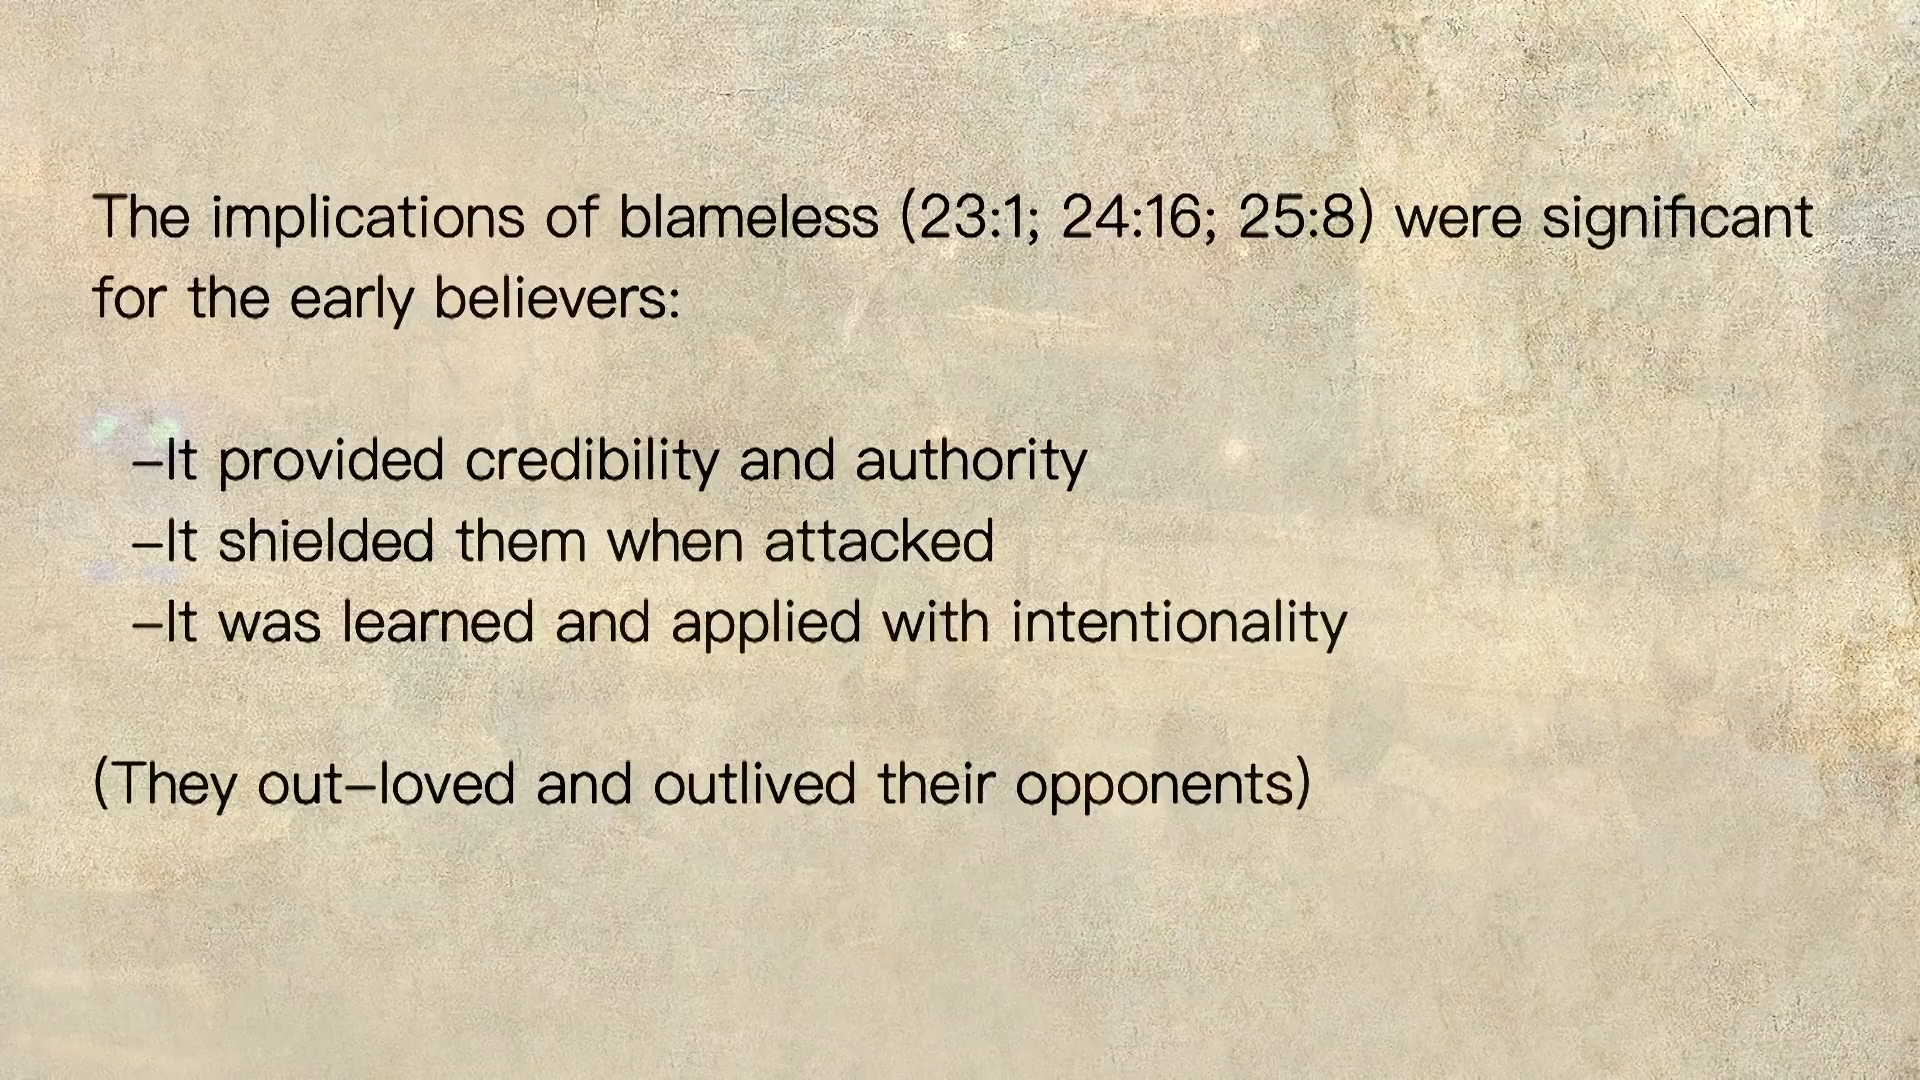 The implications of blameless (23:1; 24:16; 25:8) were significant
for the early believers:
–It provided credibility and authority
–It shielded them when attacked
–It was learned and applied with intentionality
(They out–loved and outlived their opponents)